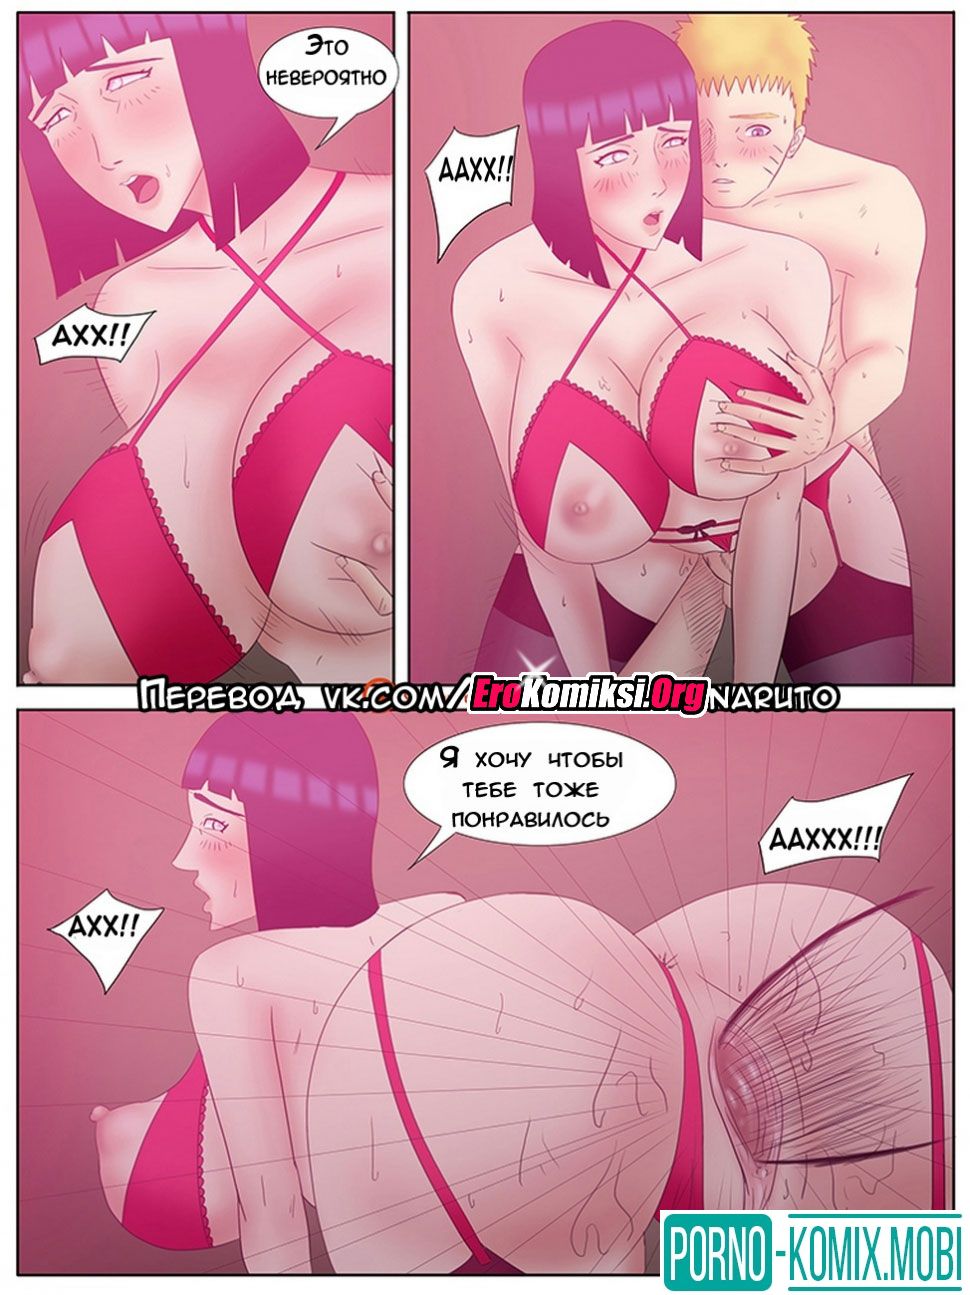 Это
невероятно
ААХХ!!
АХХ!!
Перевод vk.com/
EroKomiksi.Org
naruto
Я хочу чтобы
тебе тоже
понравилось
ААХХХ!!!
АХХ!!
PORNO-KOMIX.MOBI